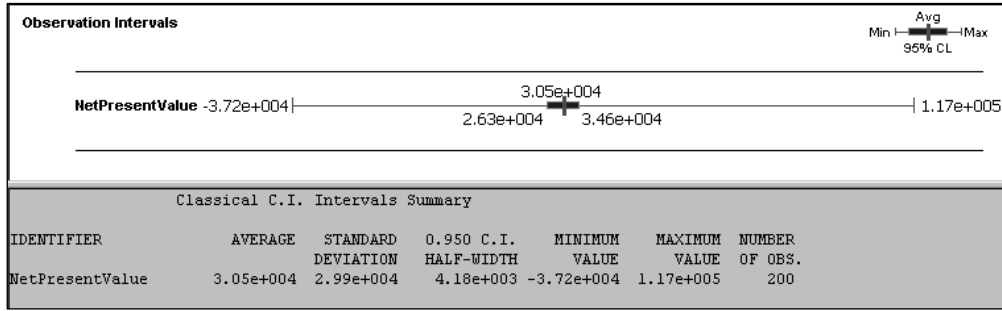 Observation Intervals
Avg
Min Max
95% CL
3.05e+004
NetPresentValue -3.72e+004 1.17e+005
2.63e+004 3.46e+004
Classical C.I. Intervals Summary
IDENTIFIER AVERAGE STANDARD 0.950 C.I. MINIMUM MAXIMUM NUMBER
DEVIATION HALF-WIDTH VALUE VALUE OF OBS.
NetPresentValue 3.05e+004 2.99e+004 4.18e+003 -3.72e+004 1.17e+005 200